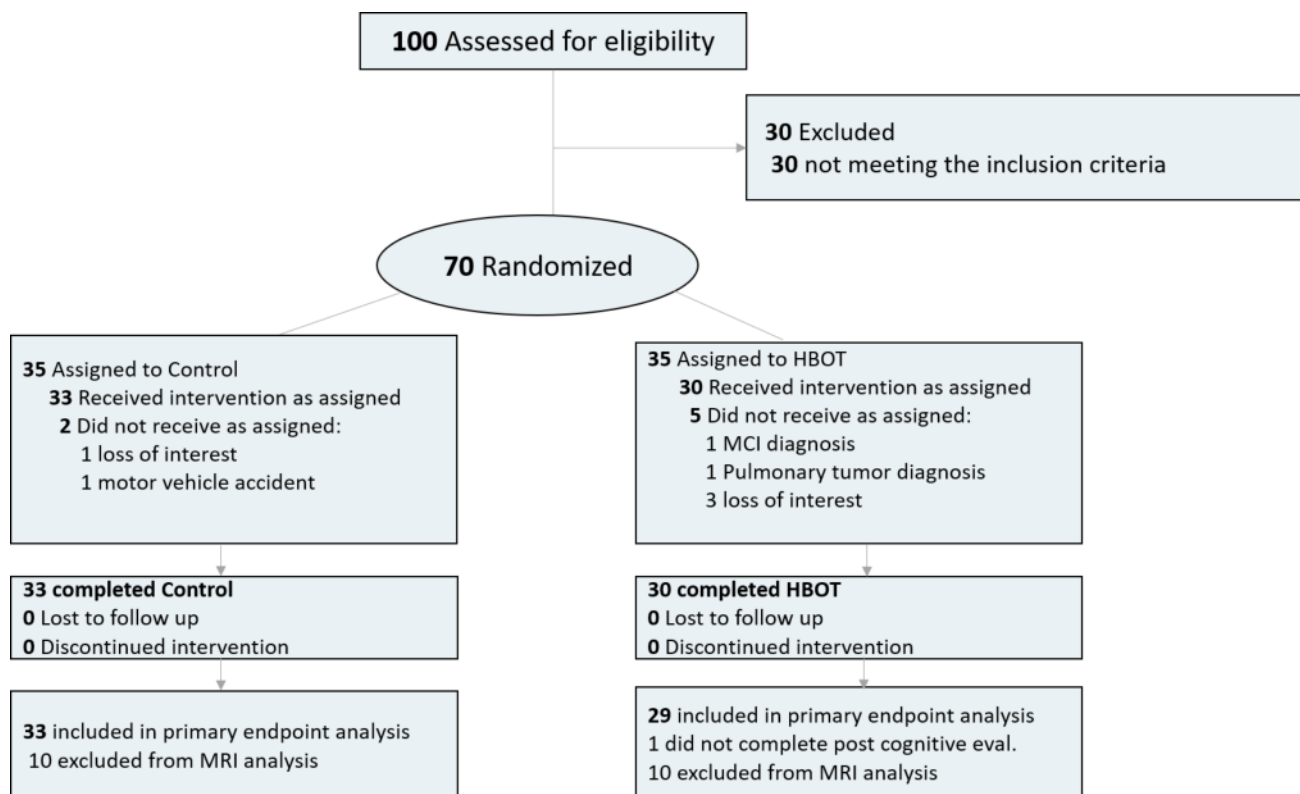 100 Assessed for eligibility
30 Excluded
30 not meeting the inclusion criteria
70 Randomized
35 Assigned to Control
33 Received intervention as assigned
2 Did not receive as assigned:
1 loss of interest
1 motor vehicle accident
35 Assigned to HBOT
30 Received intervention as assigned
5 Did not receive as assigned:
1 MCI diagnosis
1 Pulmonary tumor diagnosis
3 loss of interest
33 completed Control
0 Lost to follow up
0 Discontinued intervention
30 completed HBOT
0 Lost to follow up
0 Discontinued intervention
33 included in primary endpoint analysis
10 excluded from MRI analysis
29 included in primary endpoint analysis
1 did not complete post cognitive eval.
10 excluded from MRI analysis